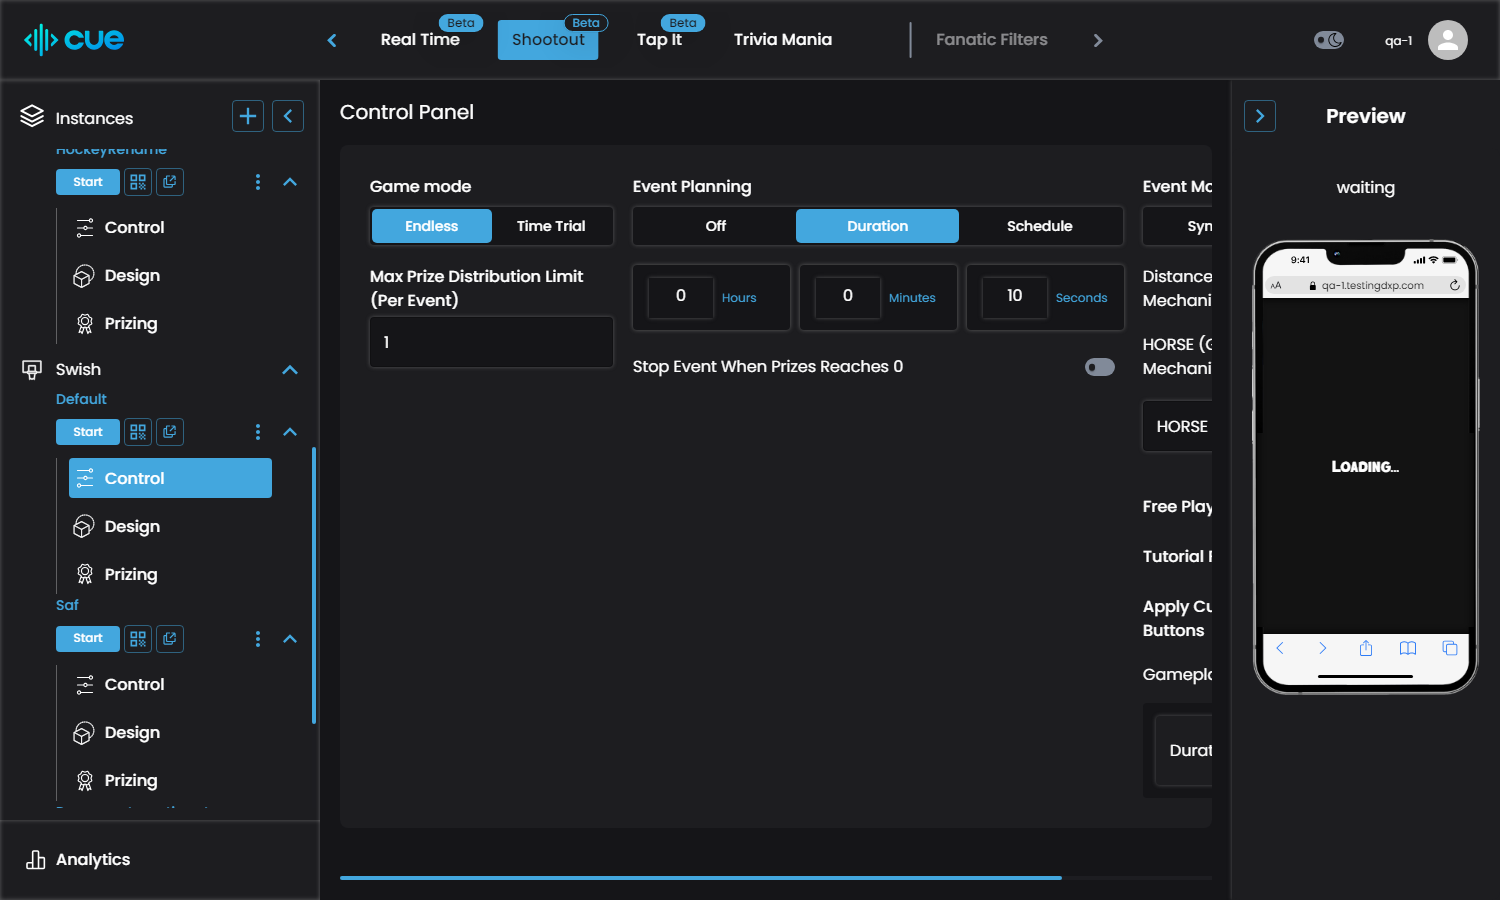 cue
Real Time
Beta
Shootout
Beta
Tap It
Beta
Trivia Mania
Fanatic Filters
qa-1
Instances
HockeyRename
Start
Control
Design
Prizing
Swish
Default
Start
Control
Design
Prizing
Saf
Start
Control
Design
Prizing
Analytics
Control Panel
Game mode
Endless
Time Trial
Max Prize Distribution Limit
(Per Event)
1
Event Planning
Off
Duration
Schedule
0
Hours
0
Minutes
10
Seconds
Stop Event When Prizes Reaches 0
Event Mo
Syn
Distance
Mechani
HORSE (G
Mechani
HORSE
Free Play
Tutorial
Apply Cu
Buttons
Gamepla
Durat
Preview
waiting
9:41
AA
qa-1.testingdxp.com
Loading...